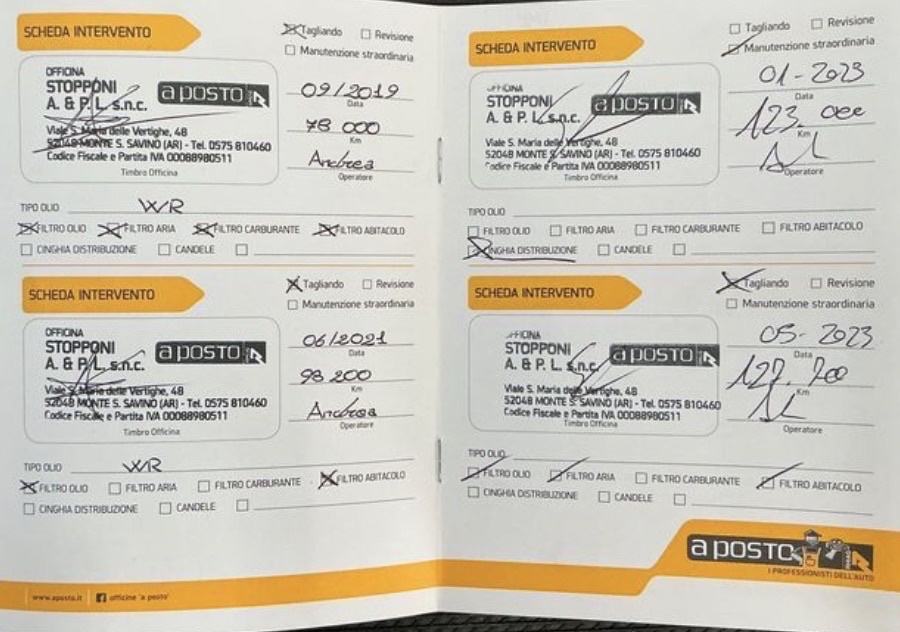 SCHEDA INTERVENTO
Tagliando Revisione
Manutenzione straordinaria
OFFICINA
STOPPONI
A. & P. L. s.n.c.
a posto
Viale S. Maria delle Vertighe, 48
52048 MONTE S. SAVINO (AR) - Tel. 0575 810460
Codice Fiscale e Partita IVA 00088980511
Timbro Officina
09/2019
Data
78 000
Km
Andrea
Operatore
TIPO OLIO WR
FILTRO OLIO FILTRO ARIA FILTRO CARBURANTE FILTRO ABITACOLO
CINGHIA DISTRIBUZIONE CANDELE
SCHEDA INTERVENTO
Tagliando Revisione
Manutenzione straordinaria
OFFICINA
STOPPONI
A. & P. L. s.n.c.
a posto
Viale S. Maria delle Vertighe, 48
52048 MONTE S. SAVINO (AR) - Tel. 0575 810460
Codice Fiscale e Partita IVA 00088980511
Timbro Officina
06/2021
Data
98 200
Km
Andrea
Operatore
TIPO OLIO WR
FILTRO OLIO FILTRO ARIA FILTRO CARBURANTE FILTRO ABITACOLO
CINGHIA DISTRIBUZIONE CANDELE
www.aposto.it officine 'a posto'
SCHEDA INTERVENTO
Tagliando Revisione
Manutenzione straordinaria
OFFICINA
STOPPONI
A. & P. L. s.n.c.
a posto
Viale S. Maria delle Vertighe, 48
52048 MONTE S. SAVINO (AR) - Tel. 0575 810460
Codice Fiscale e Partita IVA 00088980511
Timbro Officina
01-2023
Data
123.000
Km
Operatore
TIPO OLIO
FILTRO OLIO FILTRO ARIA FILTRO CARBURANTE FILTRO ABITACOLO
CINGHIA DISTRIBUZIONE CANDELE
SCHEDA INTERVENTO
Tagliando Revisione
Manutenzione straordinaria
OFFICINA
STOPPONI
A. & P. L. s.n.c.
a posto
Viale S. Maria delle Vertighe, 48
52048 MONTE S. SAVINO (AR) - Tel. 0575 810460
Codice Fiscale e Partita IVA 00088980511
Timbro Officina
05-2023
Data
127.700
Km
Operatore
TIPO OLIO
FILTRO OLIO FILTRO ARIA FILTRO CARBURANTE FILTRO ABITACOLO
CINGHIA DISTRIBUZIONE CANDELE
a posto
I PROFESSIONISTI DELL'AUTO